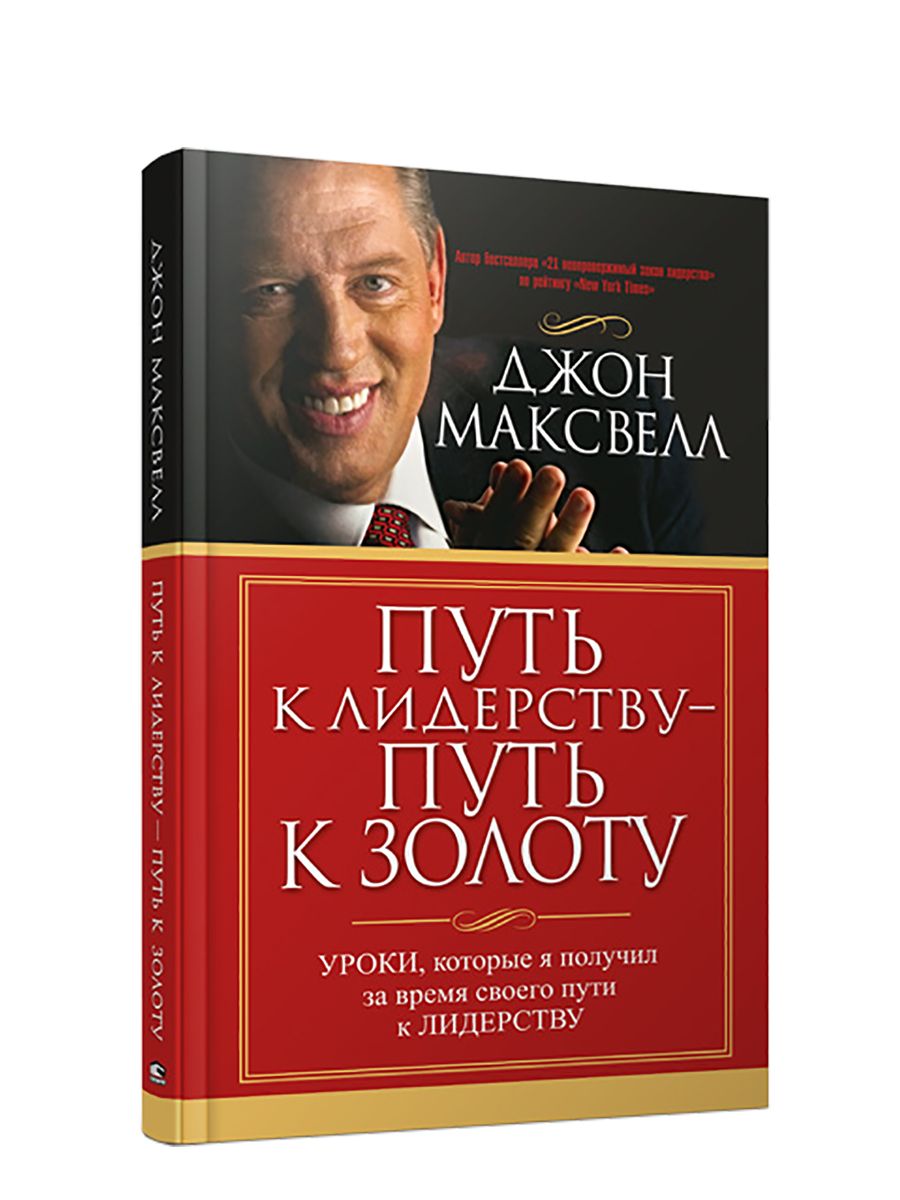 Автор бестселлера «21 неопровержимый закон лидерства»
по рейтингу «New York Times»
ДЖОН
МАКСВЕЛЛ
ПУТЬ
К ЛИДЕРСТВУ–
ПУТЬ
К ЗОЛОТУ
УРОКИ, которые я получил
за время своего пути
к ЛИДЕРСТВУ
ДЖОН МАКСВЕЛЛ ПУТЬ К ЛИДЕРСТВУ — ПУТЬ К ЗОЛОТУ